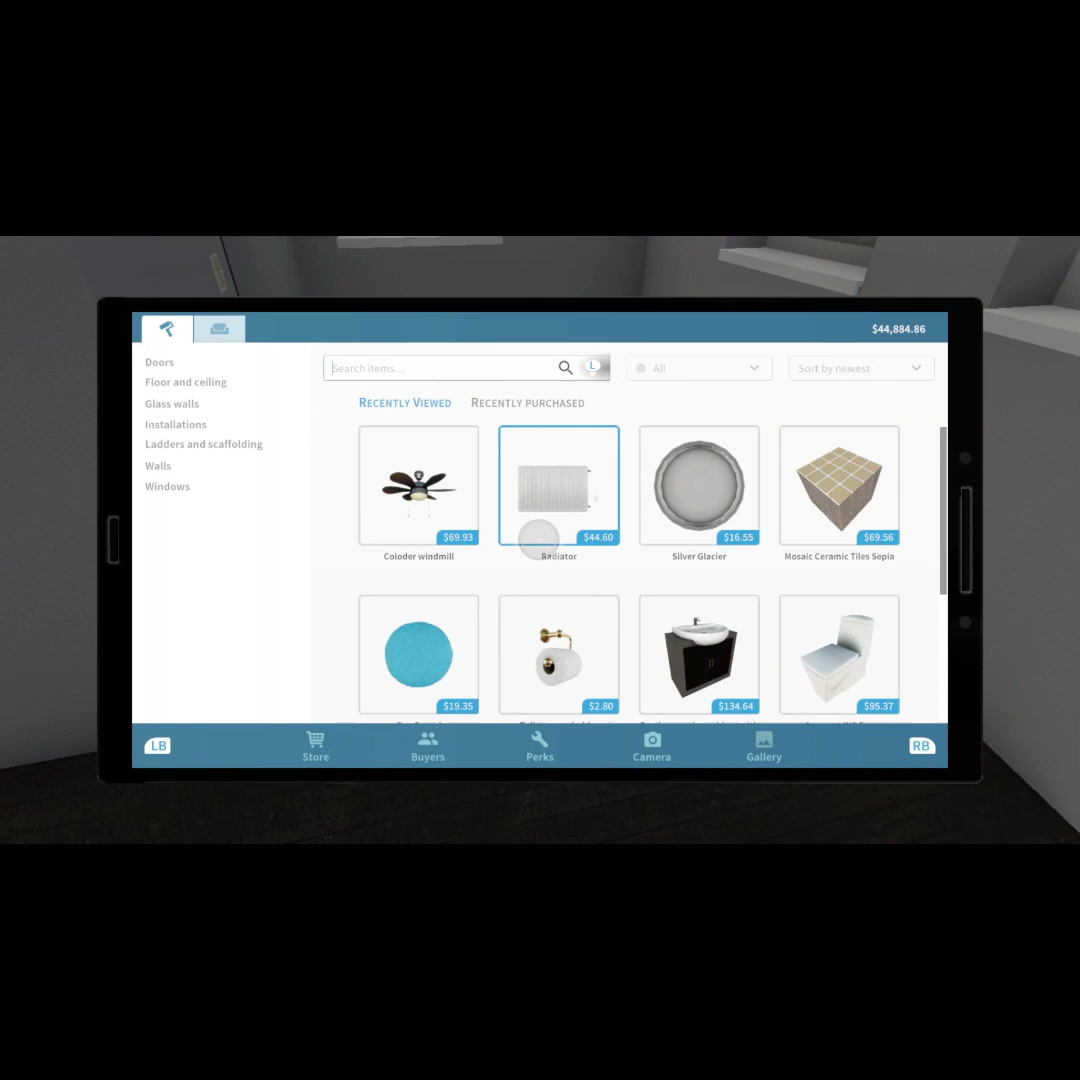 $44,884.86
Doors
Floor and ceiling
Glass walls
Installations
Ladders and scaffolding
Walls
Windows
Search items...
L
All
Sort by newest
RECENTLY VIEWED
RECENTLY PURCHASED
$69.93
$44.60
$16.55
$69.56
Coloder windmill
Radiator
Silver Glacier
Mosaic Ceramic Tiles Sepia
$19.35
$2.80
$134.64
$95.37
LB
Store
Buyers
Perks
Camera
Gallery
RB